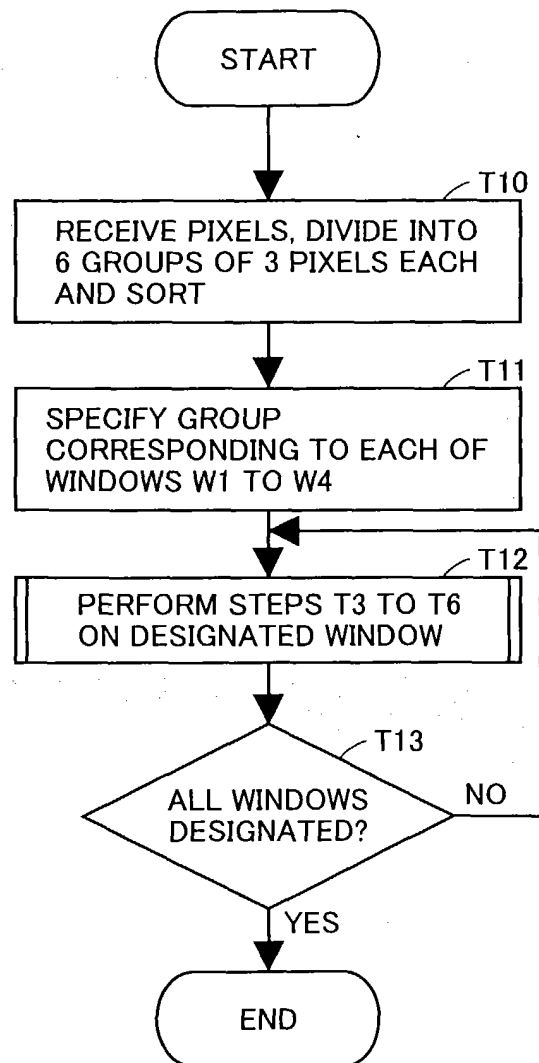 START
T10
RECEIVE PIXELS, DIVIDE INTO
6 GROUPS OF 3 PIXELS EACH
AND SORT
T11
SPECIFY GROUP
CORRESPONDING TO EACH OF
WINDOWS W1 TO W4
T12
PERFORM STEPS T3 TO T6
ON DESIGNATED WINDOW
T13
ALL WINDOWS
DESIGNATED?
NO
YES
END